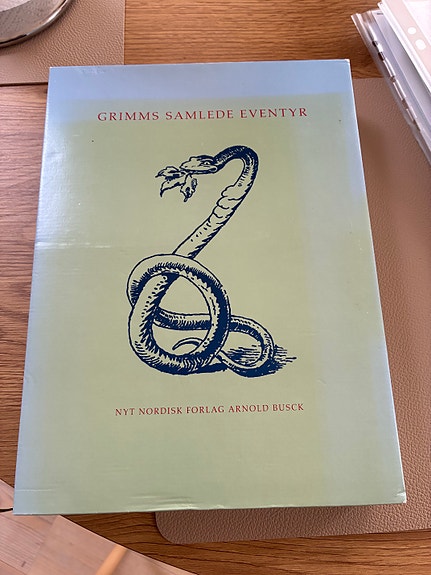 GRIMMS SAMLEDE EVENTYR
NYT NORDISK FORLAG ARNOLD BUSCK